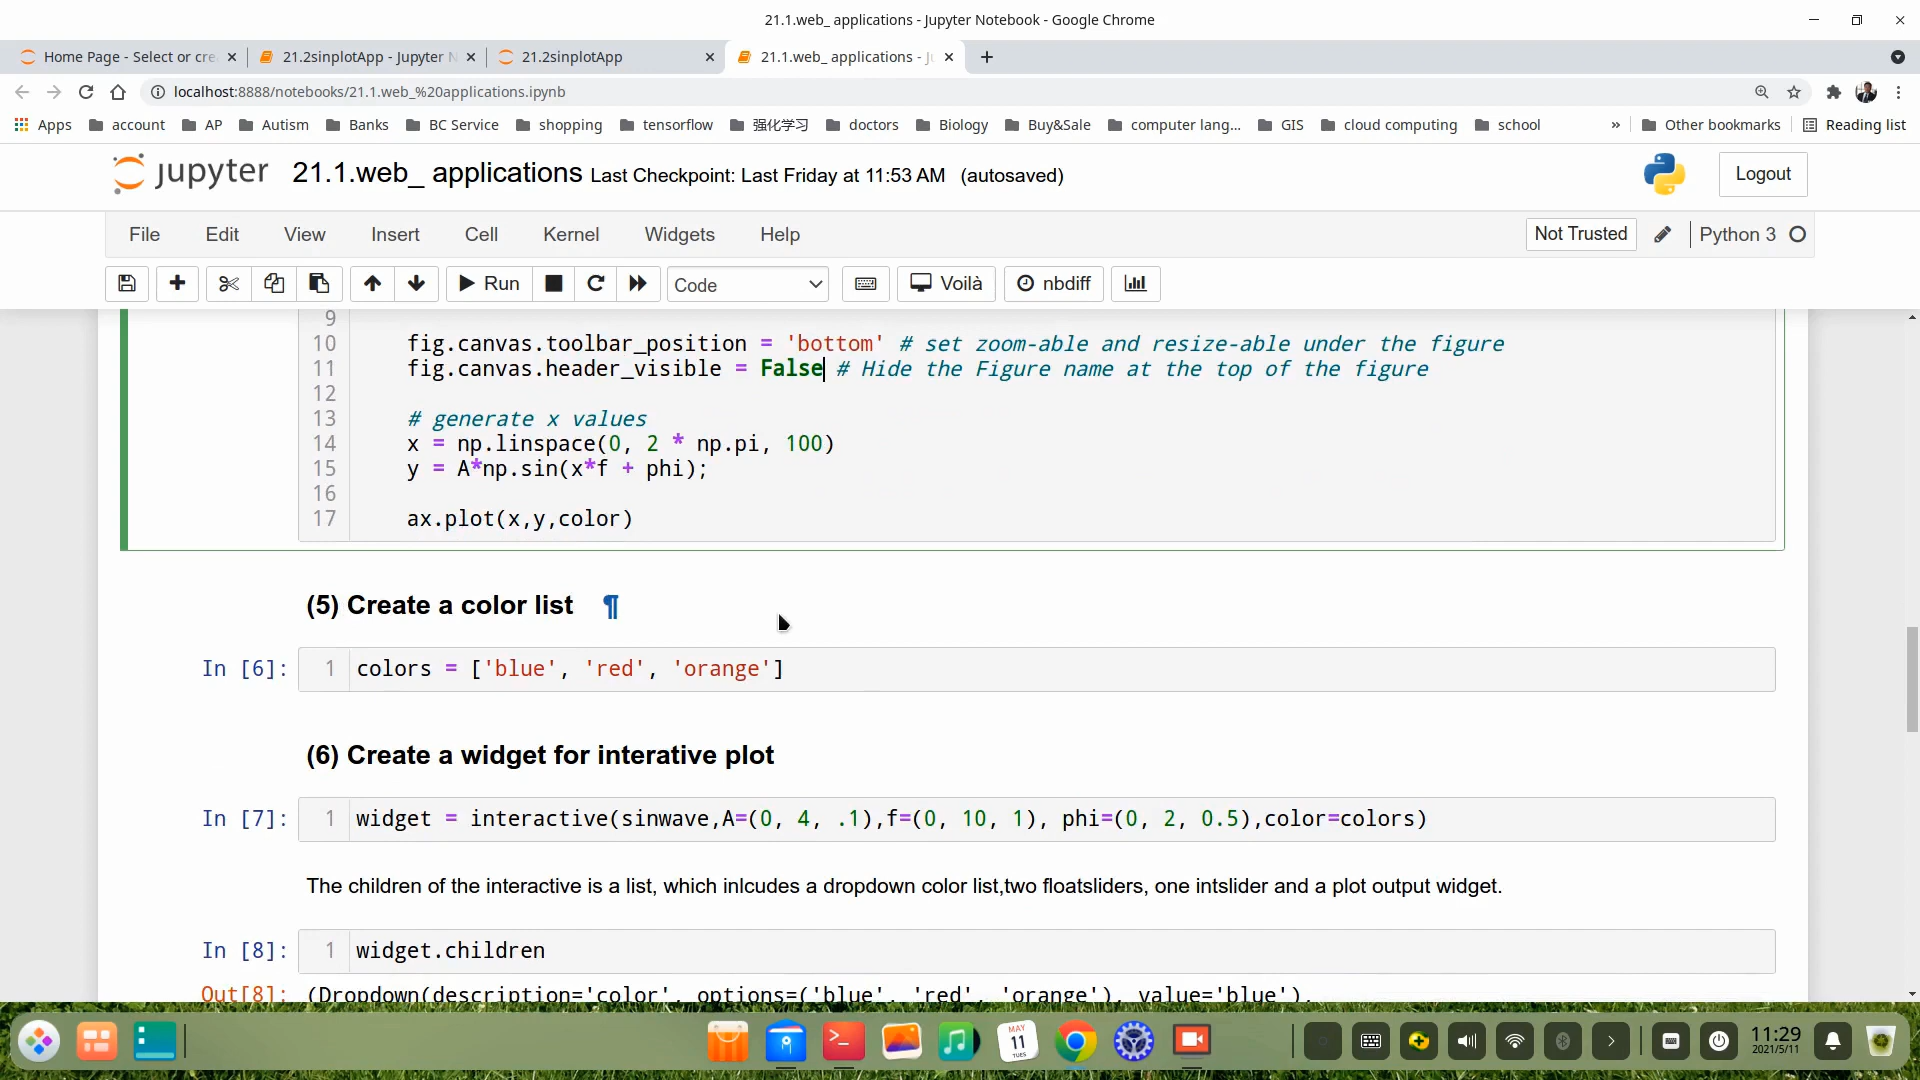 21.1.web_ applications - Jupyter Notebook - Google Chrome
Home Page - Select or cre
21.2sinplotApp - Jupyter N
21.2sinplotApp
21.1.web_ applications - Ju
localhost:8888/notebooks/21.1.web_%20applications.ipynb
Apps account AP Autism Banks BC Service shopping tensorflow 强化学习 doctors Biology Buy&Sale computer lang... GIS cloud computing school » Other bookmarks Reading list
jupyter 21.1.web_ applications Last Checkpoint: Last Friday at 11:53 AM (autosaved)
Logout
File Edit View Insert Cell Kernel Widgets Help Not Trusted Python 3
Run Code Voilà nbdiff
9
10 fig.canvas.toolbar_position = 'bottom' # set zoom-able and resize-able under the figure
11 fig.canvas.header_visible = False # Hide the Figure name at the top of the figure
12
13 # generate x values
14 x = np.linspace(0, 2 * np.pi, 100)
15 y = A*np.sin(x*f + phi);
16
17 ax.plot(x,y,color)
(5) Create a color list ¶
In [6]: 1 colors = ['blue', 'red', 'orange']
(6) Create a widget for interative plot
In [7]: 1 widget = interactive(sinwave,A=(0, 4, .1),f=(0, 10, 1), phi=(0, 2, 0.5),color=colors)
The children of the interactive is a list, which inlcudes a dropdown color list,two floatsliders, one intslider and a plot output widget.
In [8]: 1 widget.children
Out[8]: (Dropdown(description='color', options=('blue', 'red', 'orange'), value='blue'),
MAY
11
TUES
11:29
2021/5/11